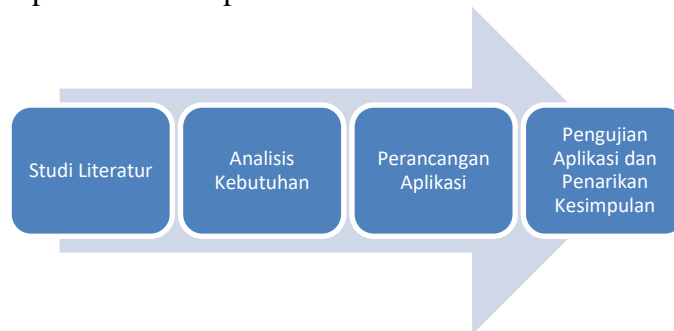 Studi Literatur
Analisis
Kebutuhan
Perancangan
Aplikasi
Pengujian
Aplikasi dan
Penarikan
Kesimpulan